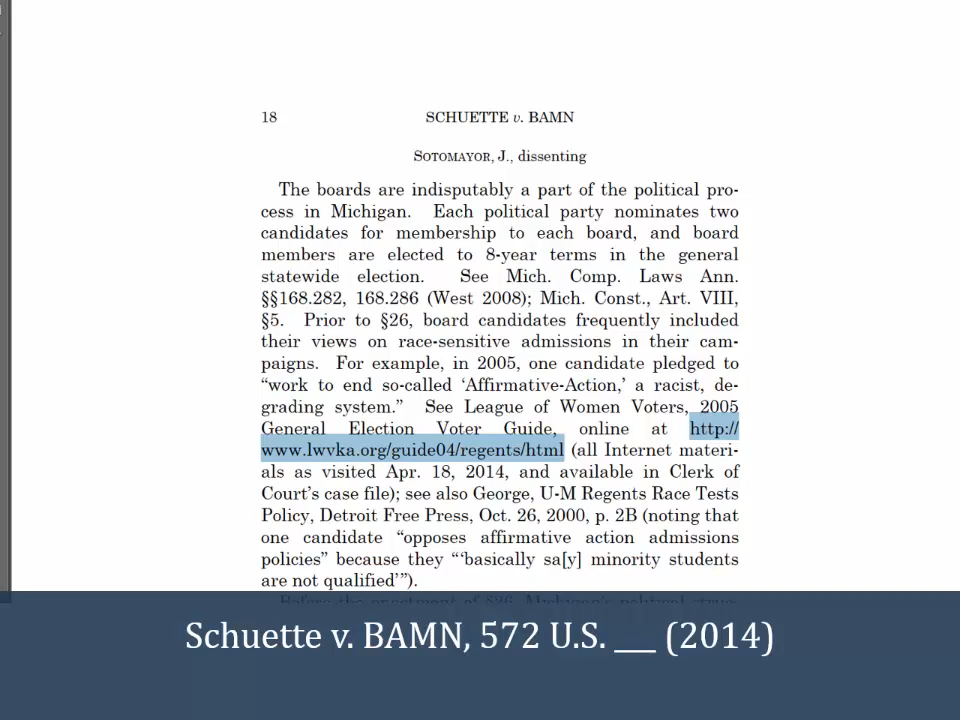 18 SCHUETTE v. BAMN
SOTOMAYOR, J., dissenting
The boards are indisputably a part of the political pro-
cess in Michigan. Each political party nominates two
candidates for membership to each board, and board
members are elected to 8-year terms in the general
statewide election. See Mich. Comp. Laws Ann.
§§168.282, 168.286 (West 2008); Mich. Const., Art. VIII,
§5. Prior to §26, board candidates frequently included
their views on race-sensitive admissions in their cam-
paigns. For example, in 2005, one candidate pledged to
“work to end so-called ‘Affirmative-Action,’ a racist, de-
grading system.” See League of Women Voters, 2005
General Election Voter Guide, online at http://
www.lwvka.org/guide04/regents/html (all Internet materi-
als as visited Apr. 18, 2014, and available in Clerk of
Court’s case file); see also George, U-M Regents Race Tests
Policy, Detroit Free Press, Oct. 26, 2000, p. 2B (noting that
one candidate “opposes affirmative action admissions
policies” because they “‘basically sa[y] minority students
are not qualified’”).
Before the enactment of §26, Michigan’s political struc-
Schuette v. BAMN, 572 U.S. ___ (2014)